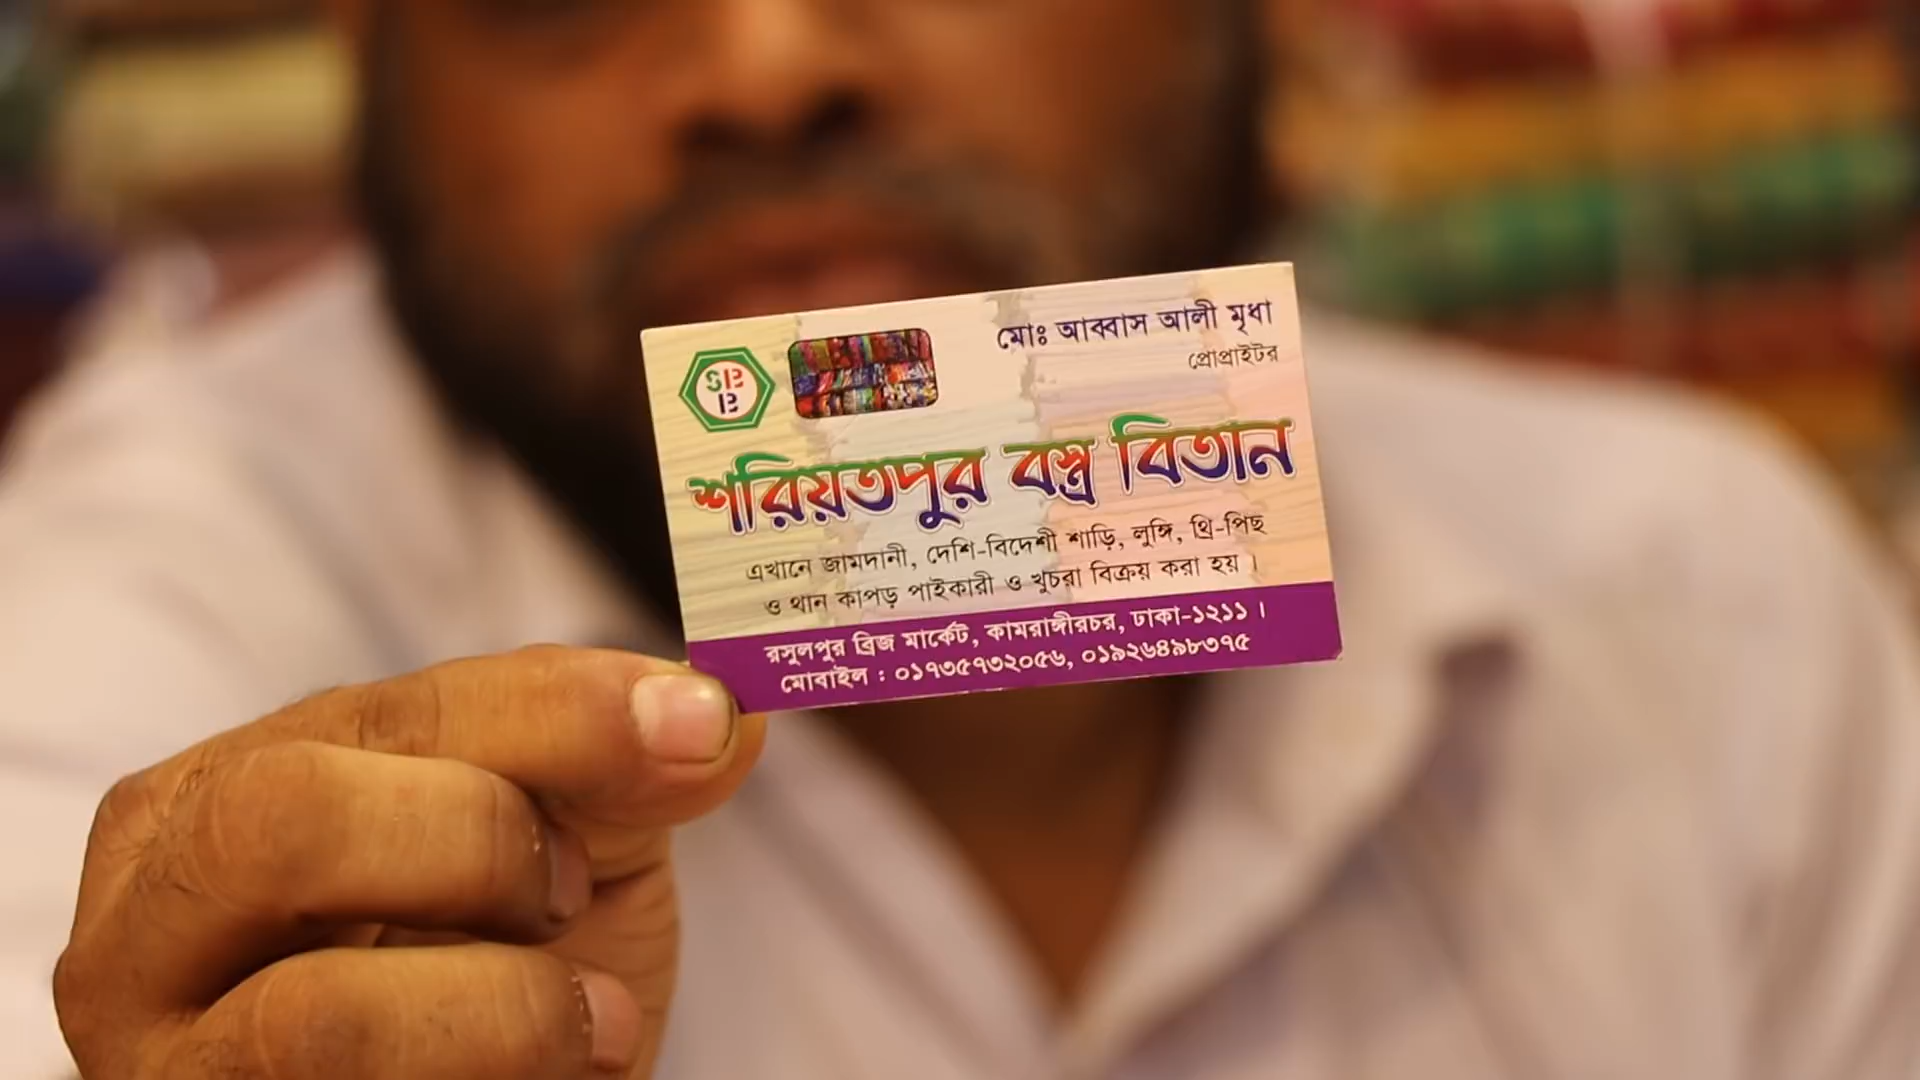 SBB
মোঃ আব্বাস আলী মৃধা
প্রোপ্রাইটর
শরিয়তপুর বস্ত্র বিতান
এখানে জামদানী, দেশি-বিদেশী শাড়ি, লুঙ্গি, থ্রি-পিছ
ও থান কাপড় পাইকারী ও খুচরা বিক্রয় করা হয় ।
রসুলপুর ব্রিজ মার্কেট, কামরাঙ্গীরচর, ঢাকা-১২১১ ।
মোবাইল : ০১৭৩৫৭৩২০৫৬, ০১৯২৬৪৯৮৩৭৫